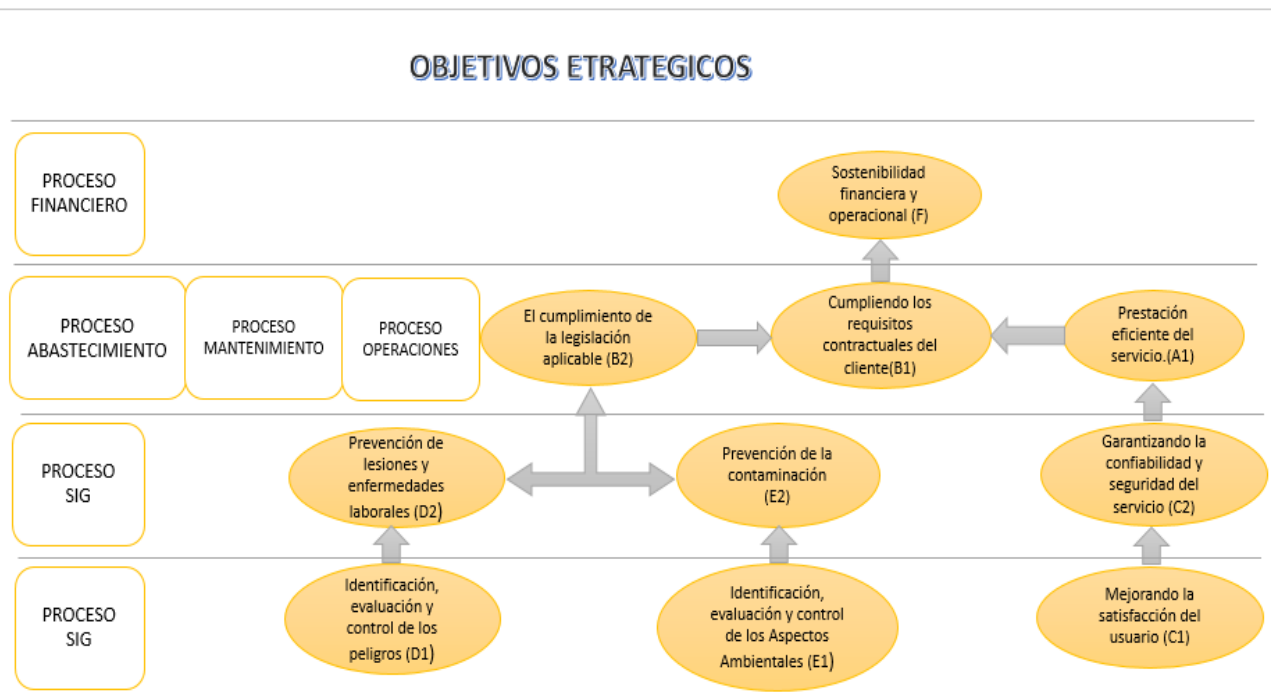 OBJETIVOS ETRATEGICOS
PROCESO
FINANCIERO
Sostenibilidad
financiera y
operacional (F)
PROCESO
ABASTECIMIENTO
PROCESO
MANTENIMIENTO
PROCESO
OPERACIONES
El cumplimiento de
la legislación
aplicable (B2)
Cumpliendo los
requisitos
contractuales del
cliente(B1)
Prestación
eficiente del
servicio.(A1)
PROCESO
SIG
Prevención de
lesiones y
enfermedades
laborales (D2)
Prevención de la
contaminación
(E2)
Garantizando la
confiabilidad y
seguridad del
servicio (C2)
PROCESO
SIG
Identificación,
evaluación y
control de los
peligros (D1)
Identificación,
evaluación y control
de los Aspectos
Ambientales (E1)
Mejorando la
satisfacción del
usuario (C1)